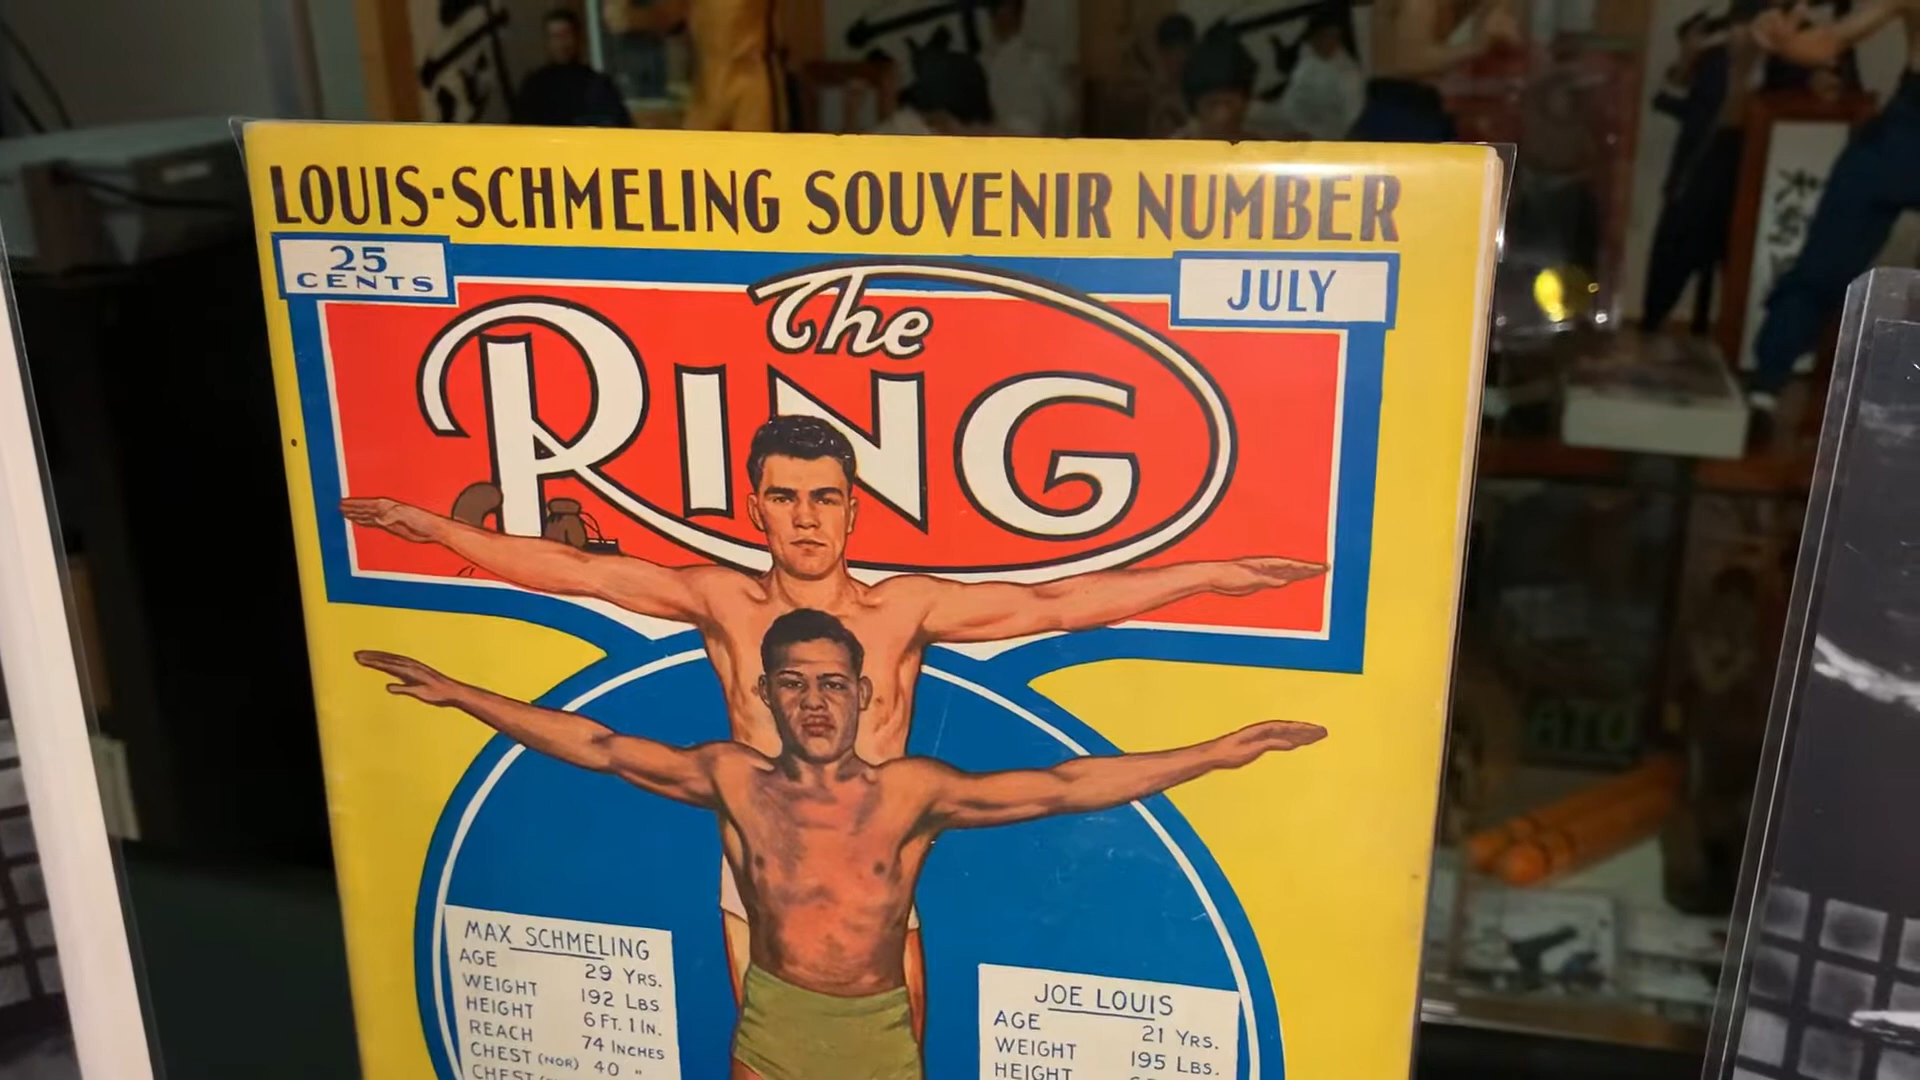 LOUIS-SCHMELING SOUVENIR NUMBER
25
CENTS
JULY
The
RING
MAX SCHMELING
AGE 29 YRS.
WEIGHT 192 LBS.
HEIGHT 6 FT. 1 IN.
REACH 74 INCHES
CHEST (NOR) 40 "
CHEST
JOE LOUIS
AGE 21 YRS.
WEIGHT 195 LBS.
HEIGHT
ATO